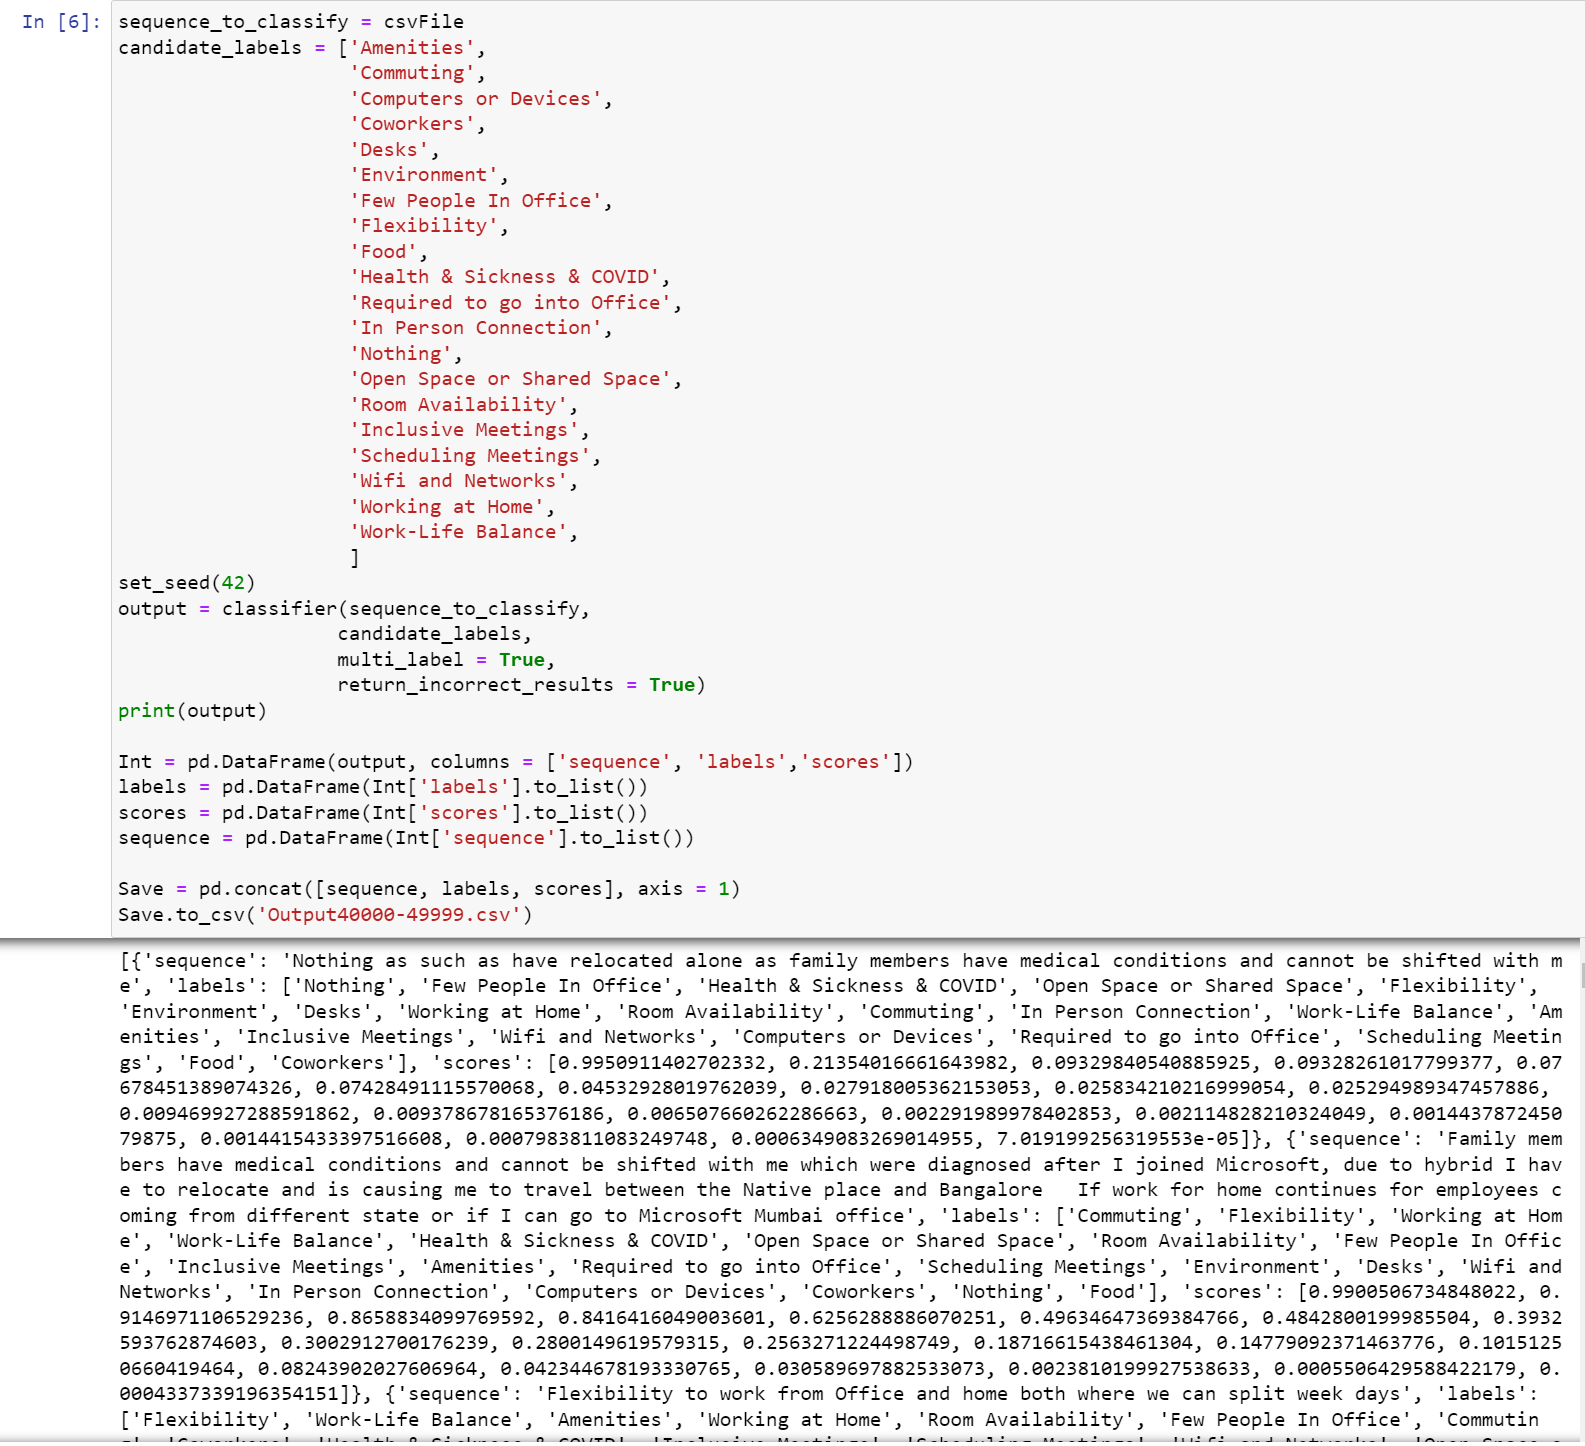 In [6]: sequence_to_classify = csvFile
candidate_labels = ['Amenities',
'Commuting',
'Computers or Devices',
'Coworkers',
'Desks',
'Environment',
'Few People In Office',
'Flexibility',
'Food',
'Health & Sickness & COVID',
'Required to go into Office',
'In Person Connection',
'Nothing',
'Open Space or Shared Space',
'Room Availability',
'Inclusive Meetings',
'Scheduling Meetings',
'Wifi and Networks',
'Working at Home',
'Work-Life Balance',
]
set_seed(42)
output = classifier(sequence_to_classify,
candidate_labels,
multi_label = True,
return_incorrect_results = True)
print(output)
Int = pd.DataFrame(output, columns = ['sequence', 'labels','scores'])
labels = pd.DataFrame(Int['labels'].to_list())
scores = pd.DataFrame(Int['scores'].to_list())
sequence = pd.DataFrame(Int['sequence'].to_list())
Save = pd.concat([sequence, labels, scores], axis = 1)
Save.to_csv('Output40000-49999.csv')
[{'sequence': 'Nothing as such as have relocated alone as family members have medical conditions and cannot be shifted with m
e', 'labels': ['Nothing', 'Few People In Office', 'Health & Sickness & COVID', 'Open Space or Shared Space', 'Flexibility',
'Environment', 'Desks', 'Working at Home', 'Room Availability', 'Commuting', 'In Person Connection', 'Work-Life Balance', 'Am
enities', 'Inclusive Meetings', 'Wifi and Networks', 'Computers or Devices', 'Required to go into Office', 'Scheduling Meetin
gs', 'Food', 'Coworkers'], 'scores': [0.9950911402702332, 0.21354016661643982, 0.09329840540885925, 0.09328261017799377, 0.07
678451389074326, 0.07428491115570068, 0.04532928019762039, 0.027918005362153053, 0.025834210216999054, 0.025294989347457886,
0.009469927288591862, 0.009378678165376186, 0.006507660262286663, 0.002291989978402853, 0.002114828210324049, 0.0014437872450
79875, 0.0014415433397516608, 0.0007983811083249748, 0.0006349083269014955, 7.019199256319553e-05]}, {'sequence': 'Family mem
bers have medical conditions and cannot be shifted with me which were diagnosed after I joined Microsoft, due to hybrid I hav
e to relocate and is causing me to travel between the Native place and Bangalore   If work for home continues for employees c
oming from different state or if I can go to Microsoft Mumbai office', 'labels': ['Commuting', 'Flexibility', 'Working at Hom
e', 'Work-Life Balance', 'Health & Sickness & COVID', 'Open Space or Shared Space', 'Room Availability', 'Few People In Offic
e', 'Inclusive Meetings', 'Amenities', 'Required to go into Office', 'Scheduling Meetings', 'Environment', 'Desks', 'Wifi and
Networks', 'In Person Connection', 'Computers or Devices', 'Coworkers', 'Nothing', 'Food'], 'scores': [0.9900506734848022, 0.
9146971106529236, 0.8658834099769592, 0.8416416049003601, 0.6256288886070251, 0.49634647369384766, 0.4842800199985504, 0.3932
593762874603, 0.3002912700176239, 0.2800149619579315, 0.2563271224498749, 0.18716615438461304, 0.14779092371463776, 0.1015125
0660419464, 0.08243902027606964, 0.042344678193330765, 0.030589697882533073, 0.0023810199927538633, 0.0005506429588422179, 0.
0004337339196354151]}, {'sequence': 'Flexibility to work from Office and home both where we can split week days', 'labels':
['Flexibility', 'Work-Life Balance', 'Amenities', 'Working at Home', 'Room Availability', 'Few People In Office', 'Commutin